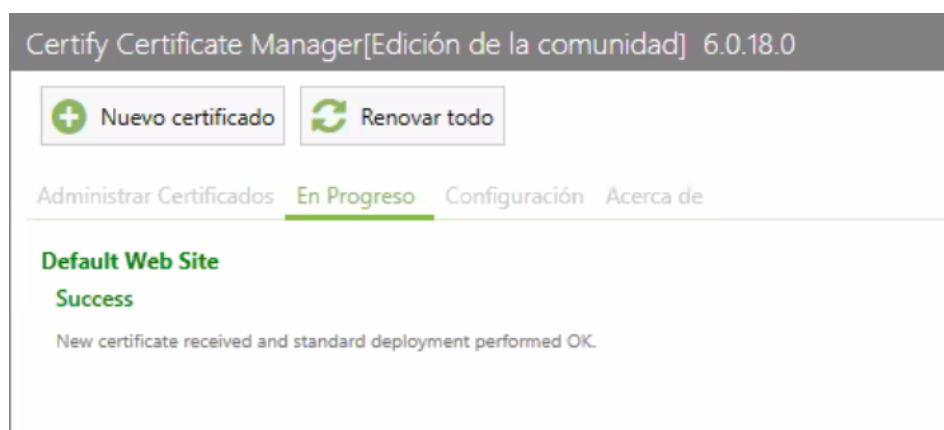 Certify Certificate Manager[Edición de la comunidad] 6.0.18.0
Nuevo certificado Renovar todo
Administrar Certificados En Progreso Configuración Acerca de
Default Web Site
Success
New certificate received and standard deployment performed OK.